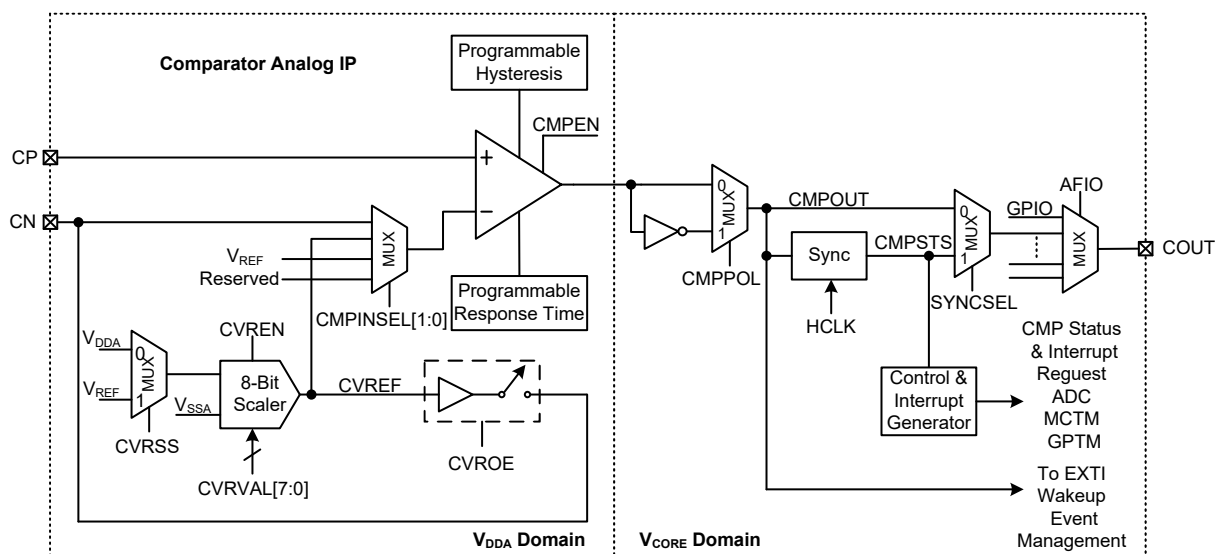 Comparator Analog IP
Programmable
Hysteresis
CMPEN
CP
+
CN
−
MUX
VREF
Reserved
CMPINSEL[1:0]
Programmable
Response Time
VDDA
0
MUX
VREF
1
CVRSS
CVREN
8-Bit
Scaler
VSSA
CVRVAL[7:0]
CVREF
CVROE
VDDA Domain
0
MUX
1
CMPPOL
CMPOUT
Sync
HCLK
CMPSTS
0
MUX
1
SYNCSEL
AFIO
GPIO
MUX
COUT
Control &
Interrupt
Generator
CMP Status
& Interrupt
Reguest
ADC
MCTM
GPTM
To EXTI
Wakeup
Event
Management
VCORE Domain